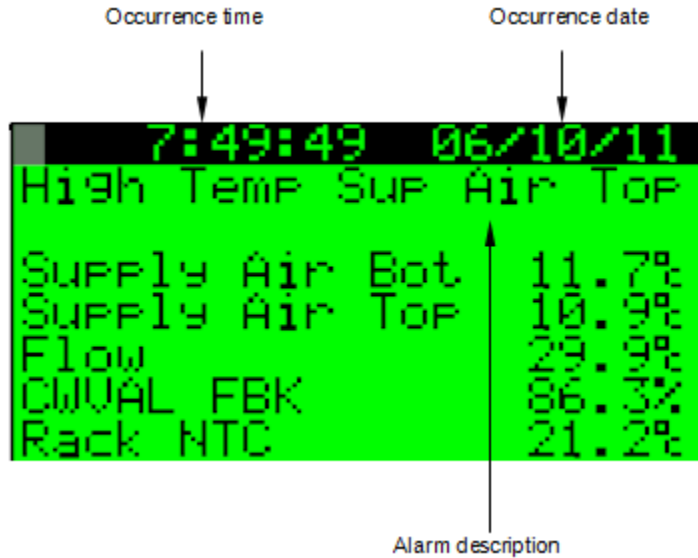 Occurrence time Occurrence date
7:49:49 06/10/11
High Temp Sup Air Top
Supply Air Bot 11.7℃
Supply Air Top 10.9℃
Flow 29.9℃
CWVAL FBK 86.3%
Rack NTC 21.2℃
Alarm description